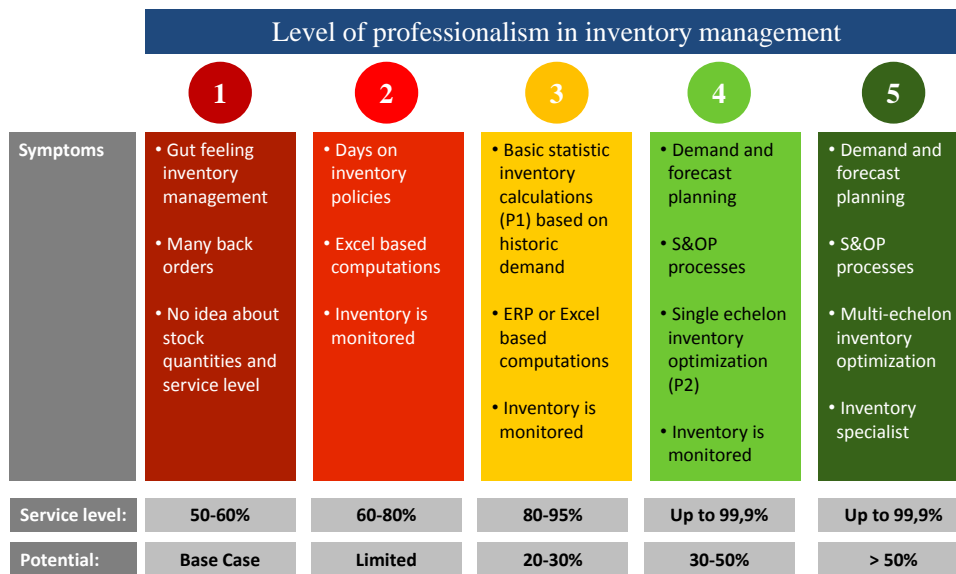 Level of professionalism in inventory management
1
2
3
4
5
Symptoms
• Gut feeling
inventory
management
• Many back
orders
• No idea about
stock
quantities and
service level
• Days on
inventory
policies
• Excel based
computations
• Inventory is
monitored
• Basic statistic
inventory
calculations
(P1) based on
historic
demand
• ERP or Excel
based
computations
• Inventory is
monitored
• Demand and
forecast
planning
• S&OP
processes
• Single echelon
inventory
optimization
(P2)
• Inventory is
monitored
• Demand and
forecast
planning
• S&OP
processes
• Multi-echelon
inventory
optimization
• Inventory
specialist
Service level:
50-60%
60-80%
80-95%
Up to 99,9%
Up to 99,9%
Potential:
Base Case
Limited
20-30%
30-50%
> 50%